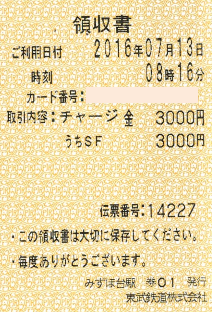 領収書
ご利用日付 2016年07月13日
時刻 08時16分
カード番号:
取引内容:チャージ金 3000円
うちSF 3000円
伝票番号:14227
・この領収書は大切に保存してください。
・毎度ありがとうございます。
みずほ台駅 券01 発行
東武鉄道株式会社